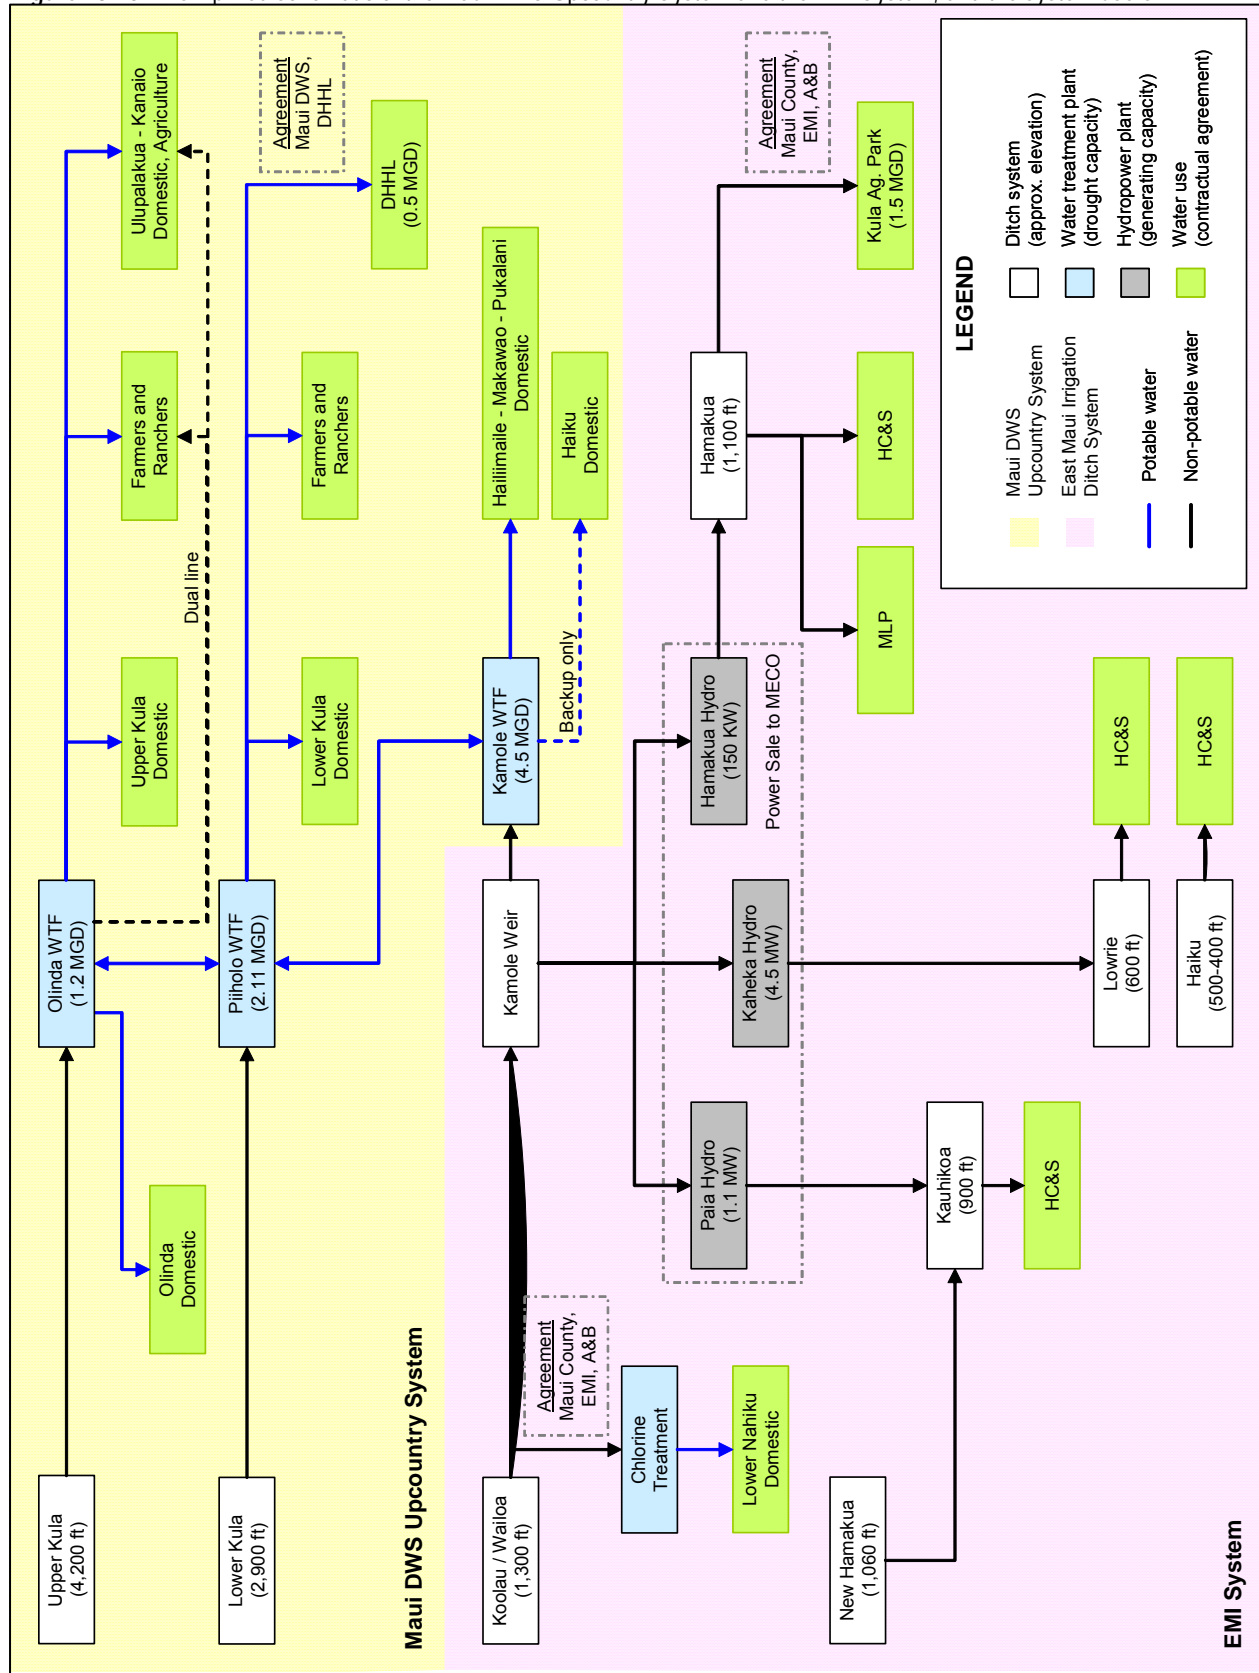 Upper Kula
(4,200 ft)
Olinda WTF
(1.2 MGD)
Upper Kula
Domestic
Farmers and
Ranchers
Ulupalakua - Kanaio
Domestic, Agriculture
Olinda
Domestic
Dual line
Lower Kula
(2,900 ft)
Piiholo WTF
(2.11 MGD)
Lower Kula
Domestic
Farmers and
Ranchers
DHHL
(0.5 MGD)
Agreement
Maui DWS,
DHHL
Maui DWS Upcountry System
Koolau / Wailoa
(1,300 ft)
Kamole Weir
Kamole WTF
(4.5 MGD)
Hailimaile - Makawao - Pukalani
Domestic
Backup only
Haiku
Domestic
Agreement
Maui County,
EMI, A&B
Chlorine
Treatment
Lower Nahiku
Domestic
Paia Hydro
(1.1 MW)
Kaheka Hydro
(4.5 MW)
Hamakua Hydro
(150 KW)
Power Sale to MECO
Hamakua
(1,100 ft)
Agreement
Maui County,
EMI, A&B
Kula Ag. Park
(1.5 MGD)
HC&S
MLP
New Hamakua
(1,060 ft)
Kauhikoa
(900 ft)
HC&S
Lowrie
(600 ft)
HC&S
Haiku
(500-400 ft)
HC&S
EMI System
LEGEND
Maui DWS
Upcountry System
East Maui Irrigation
Ditch System
Potable water
Non-potable water
Ditch system
(approx. elevation)
Water treatment plant
(drought capacity)
Hydropower plant
(generating capacity)
Water use
(contractual agreement)